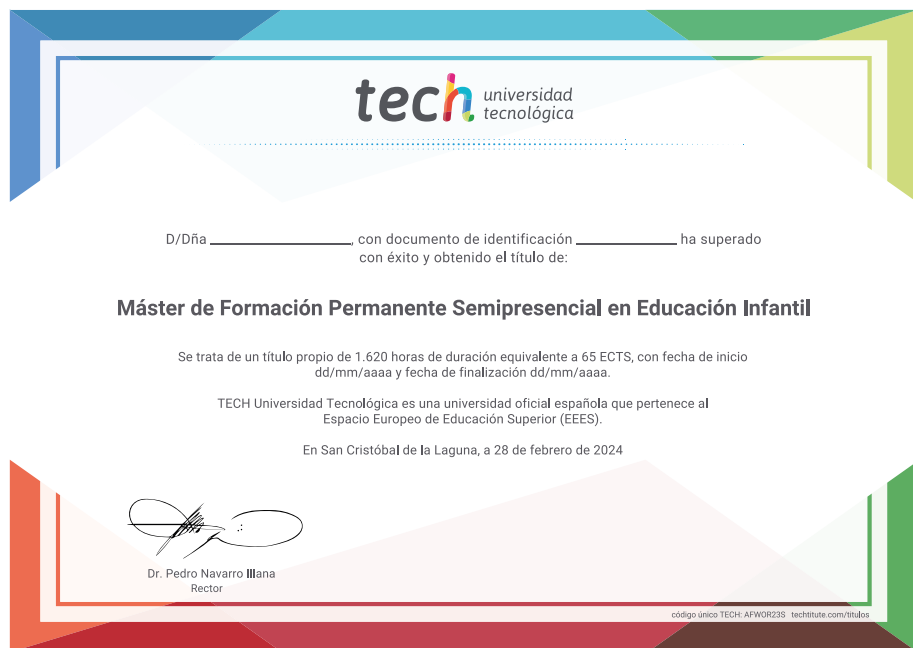 tech universidad
tecnológica
D/Dña ______________, con documento de identificación __________ ha superado
con éxito y obtenido el título de:
Máster de Formación Permanente Semipresencial en Educación Infantil
Se trata de un título propio de 1.620 horas de duración equivalente a 65 ECTS, con fecha de inicio
dd/mm/aaaa y fecha de finalización dd/mm/aaaa.
TECH Universidad Tecnológica es una universidad oficial española que pertenece al
Espacio Europeo de Educación Superior (EEES).
En San Cristóbal de la Laguna, a 28 de febrero de 2024
Dr. Pedro Navarro Illana
Rector
código único TECH: AFWOR23S techtitute.com/titulos